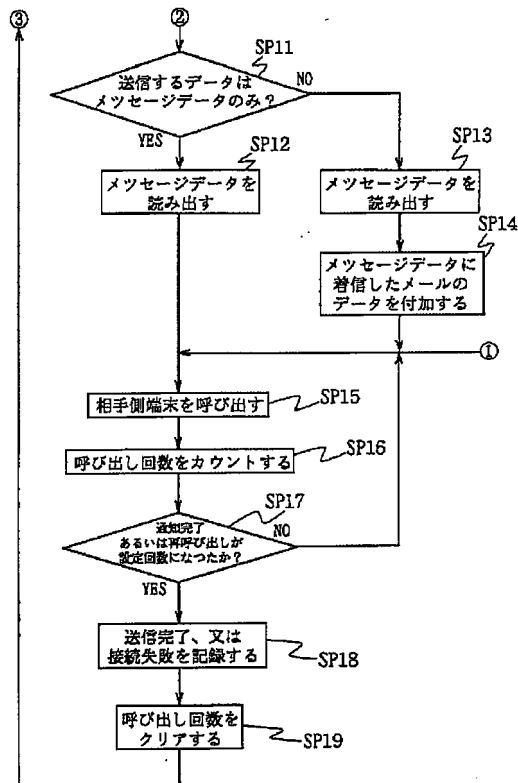 ③
②
SP11
送信するデータは
メツセージデータのみ?
NO
YES
SP12
メツセージデータを
読み出す
SP13
メツセージデータを
読み出す
SP14
メツセージデータに
着信したメールの
データを付加する
①
相手側端末を呼び出す
SP15
呼び出し回数をカウントする
SP16
SP17
通知完了
あるいは再呼び出しが
設定回数になつたか?
NO
YES
送信完了、又は
接続失敗を記録する
SP18
呼び出し回数を
クリアする
SP19